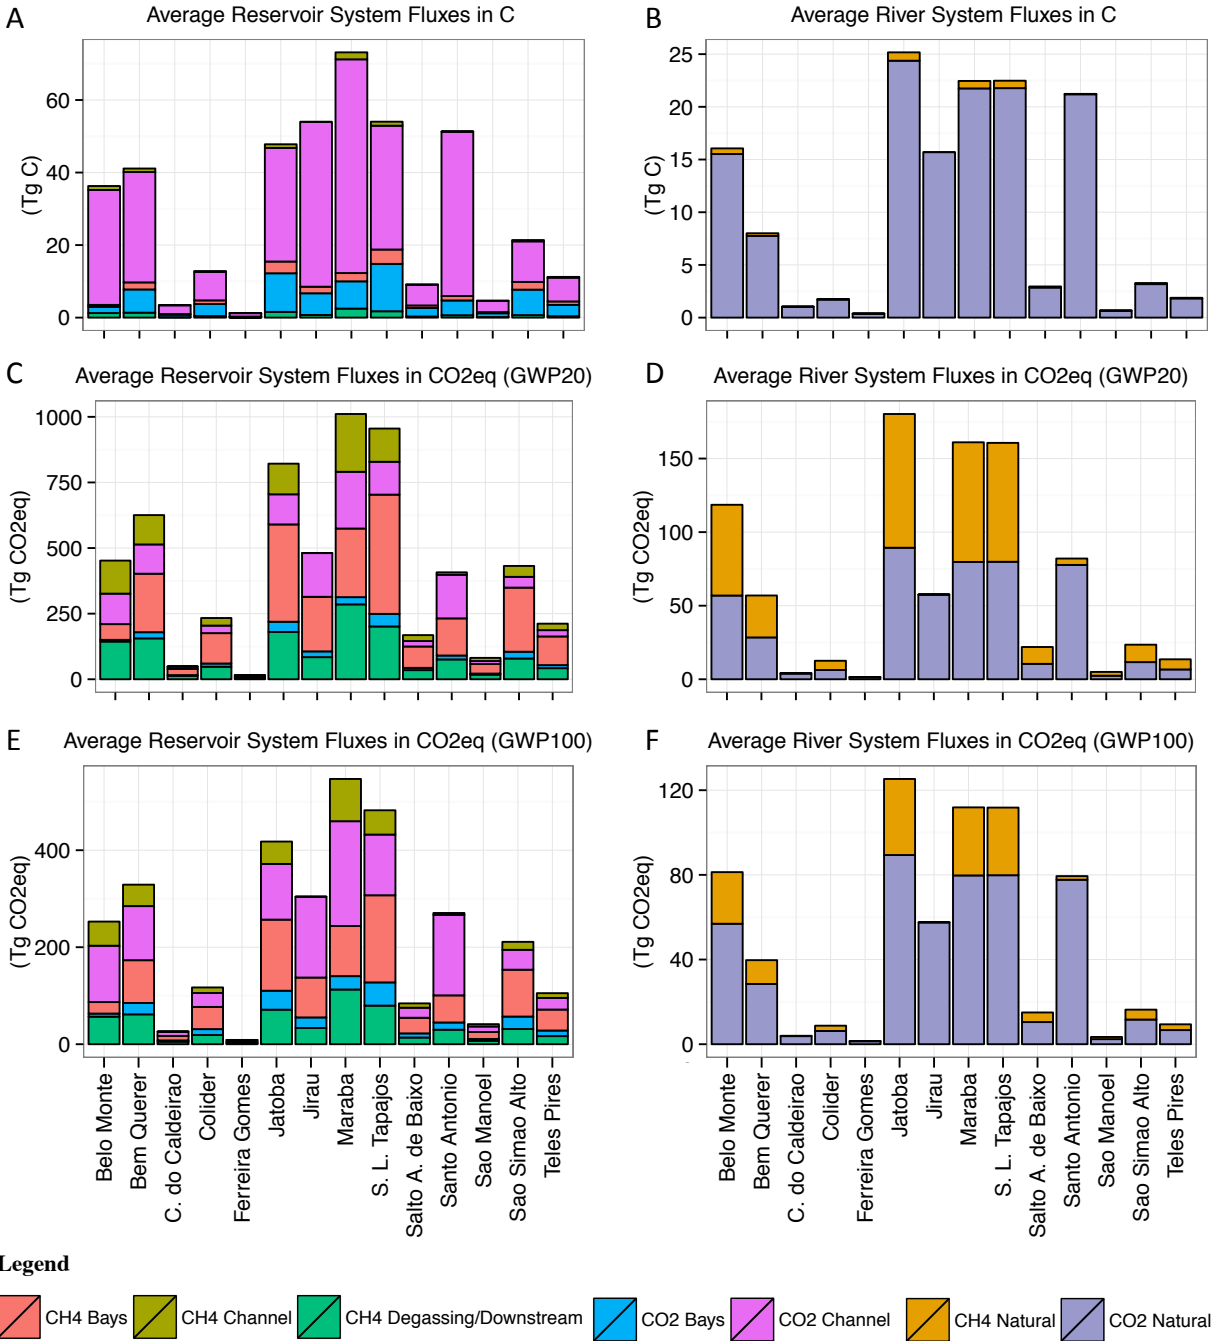 A Average Reservoir System Fluxes in C
(Tg C)
60
40
20
0
B Average River System Fluxes in C
(Tg C)
25
20
15
10
5
0
C Average Reservoir System Fluxes in CO2eq (GWP20)
(Tg CO2eq)
1000
750
500
250
0
D Average River System Fluxes in CO2eq (GWP20)
(Tg CO2eq)
150
100
50
0
E Average Reservoir System Fluxes in CO2eq (GWP100)
(Tg CO2eq)
400
200
0
Belo Monte
Bem Querer
C. do Caldeirao
Colider
Ferreira Gomes
Jatoba
Jirau
Maraba
S. L. Tapajos
Salto A. de Baixo
Santo Antonio
Sao Manoel
Sao Simao Alto
Teles Pires
F Average River System Fluxes in CO2eq (GWP100)
(Tg CO2eq)
120
80
40
0
Belo Monte
Bem Querer
C. do Caldeirao
Colider
Ferreira Gomes
Jatoba
Jirau
Maraba
S. L. Tapajos
Salto A. de Baixo
Santo Antonio
Sao Manoel
Sao Simao Alto
Teles Pires
Legend
CH4 Bays CH4 Channel CH4 Degassing/Downstream CO2 Bays CO2 Channel CH4 Natural CO2 Natural